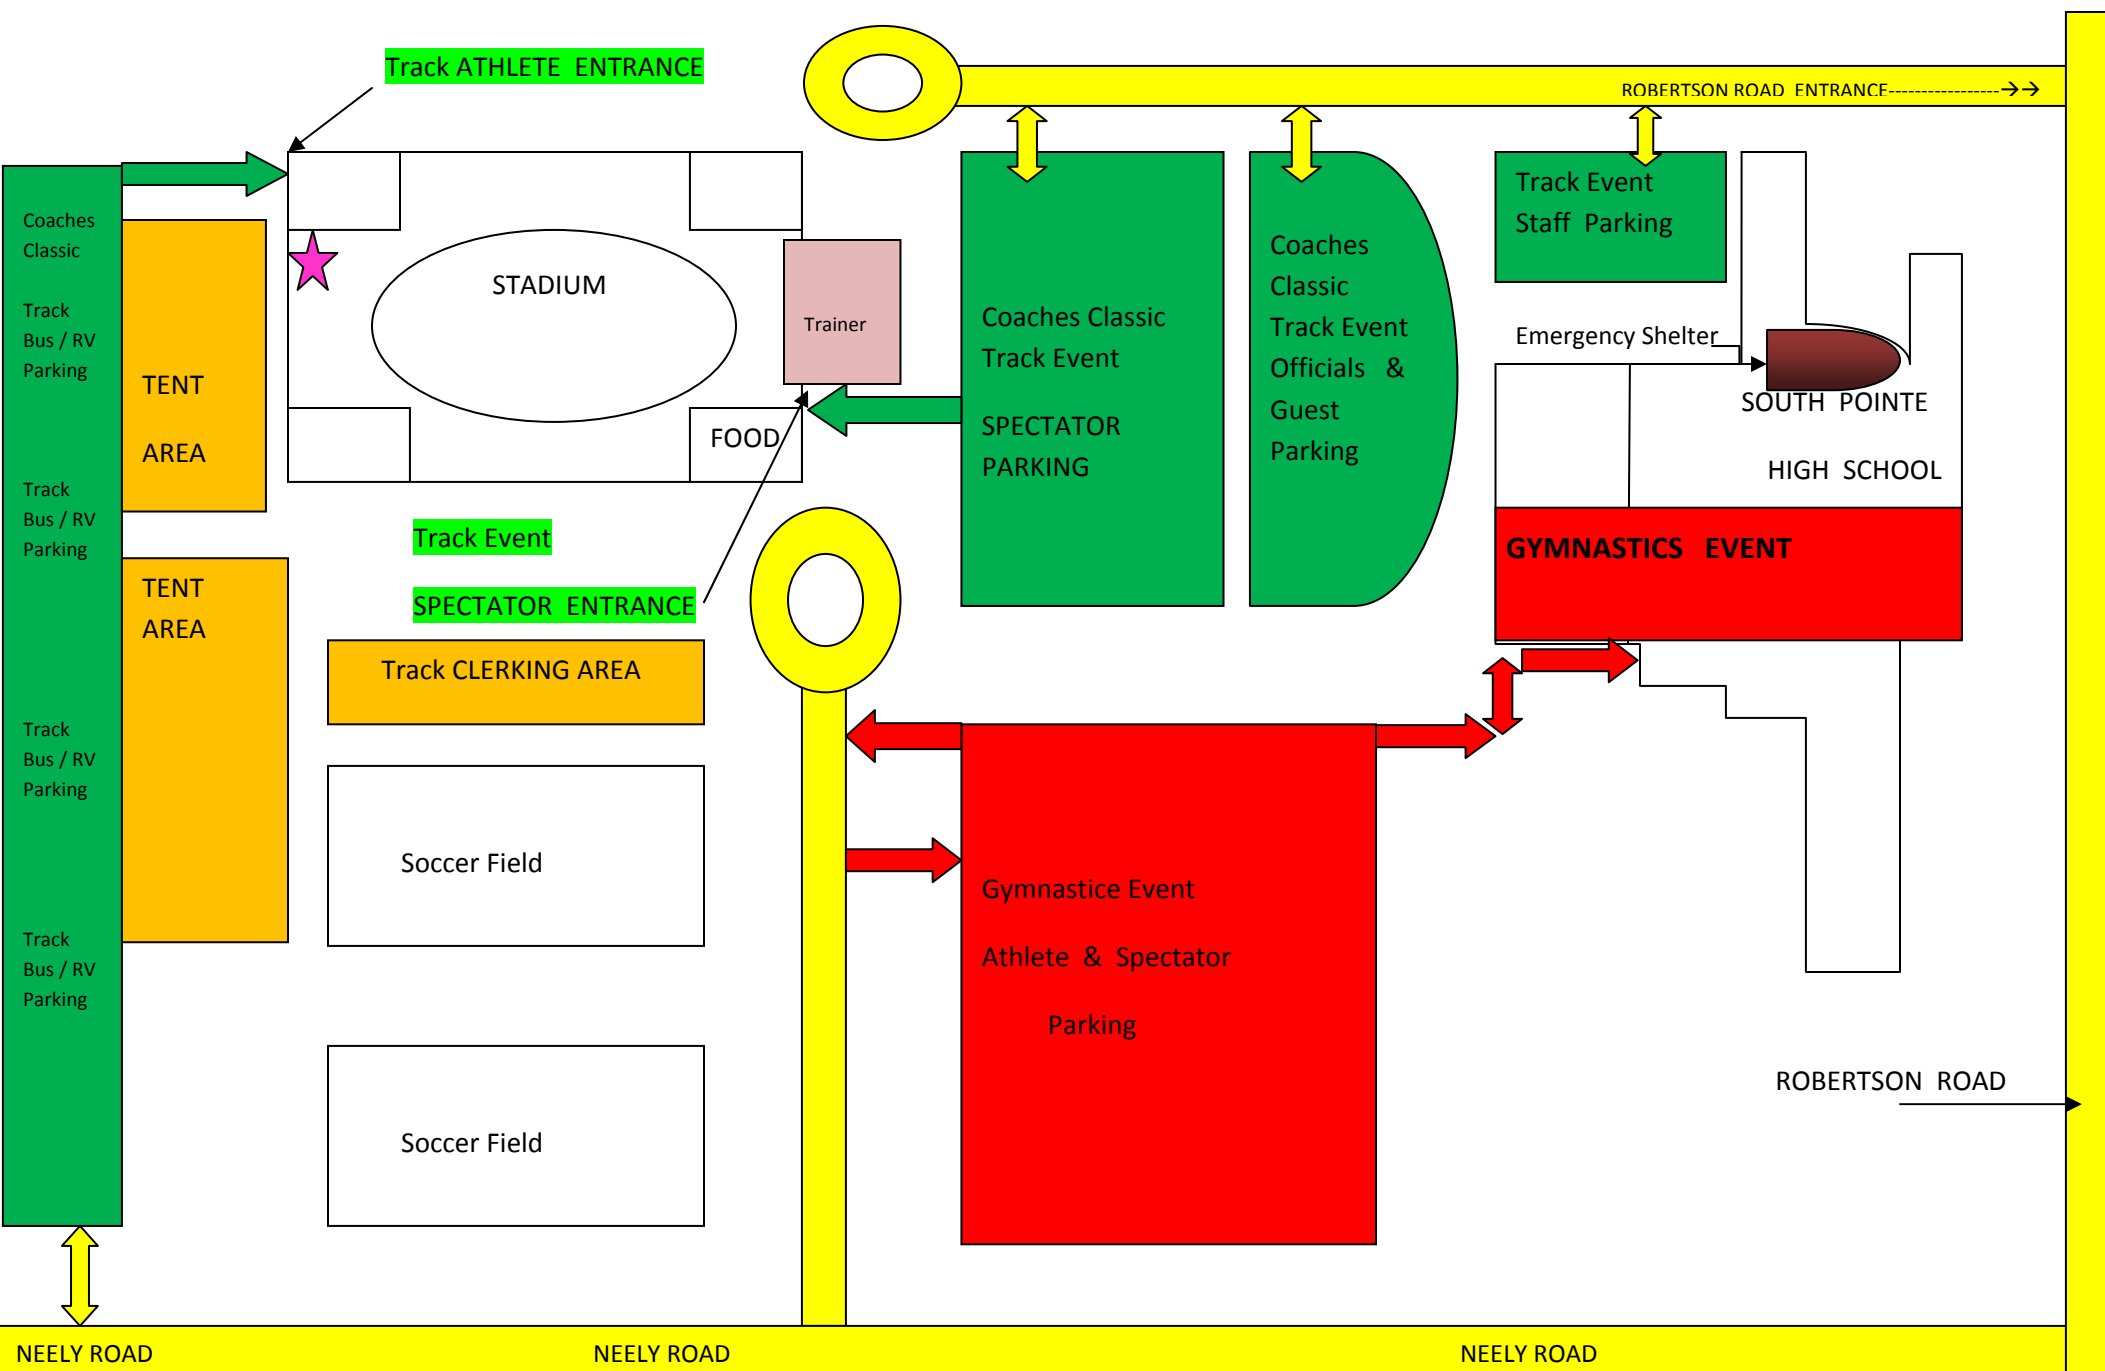 Track ATHLETE ENTRANCE
ROBERTSON ROAD ENTRANCE-----------------→→
Coaches
Classic
Track
Bus / RV
Parking
Track
Bus / RV
Parking
Track
Bus / RV
Parking
Track
Bus / RV
Parking
TENT
AREA
TENT
AREA
STADIUM
Trainer
FOOD
Track Event
SPECTATOR ENTRANCE
Track CLERKING AREA
Soccer Field
Soccer Field
Coaches Classic
Track Event
SPECTATOR
PARKING
Coaches
Classic
Track Event
Officials &
Guest
Parking
Track Event
Staff Parking
Emergency Shelter
SOUTH POINTE
HIGH SCHOOL
GYMNASTICS EVENT
Gymnastice Event
Athlete & Spectator
Parking
ROBERTSON ROAD
NEELY ROAD
NEELY ROAD
NEELY ROAD